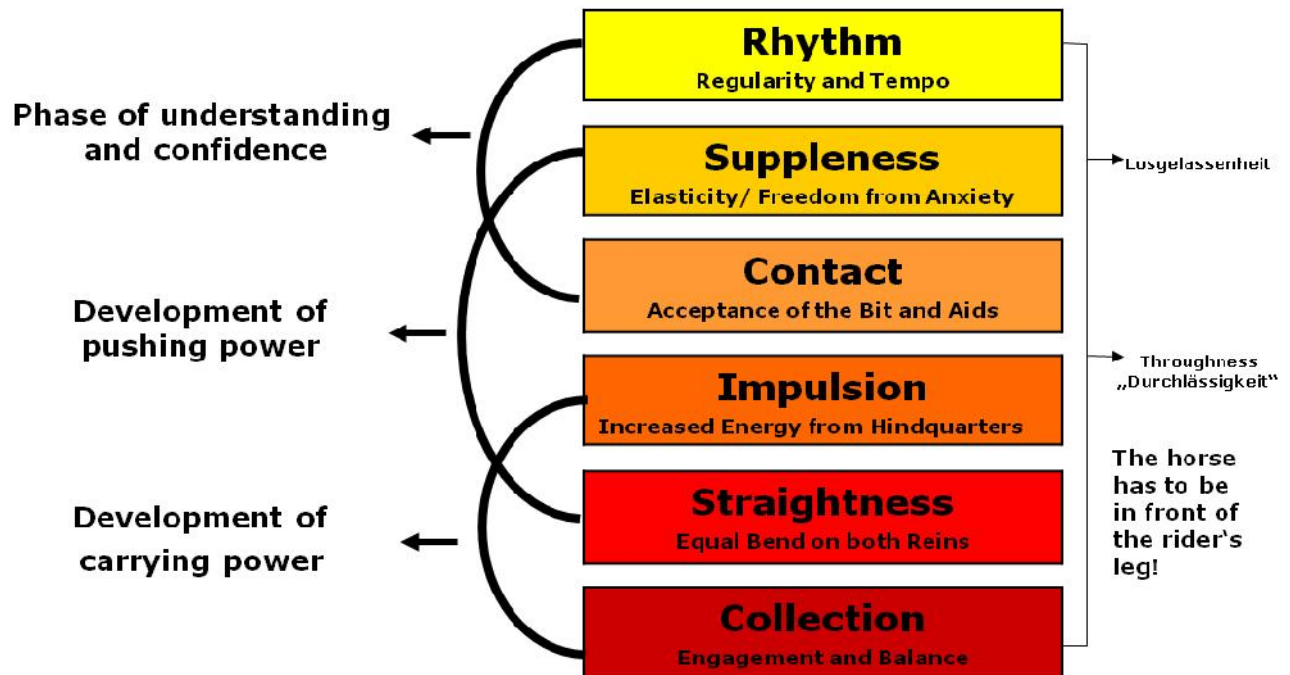 Phase of understanding
and confidence
Development of
pushing power
Development of
carrying power
Rhythm
Regularity and Tempo
Suppleness
Elasticity/ Freedom from Anxiety
Contact
Acceptance of the Bit and Aids
Impulsion
Increased Energy from Hindquarters
Straightness
Equal Bend on both Reins
Collection
Engagement and Balance
Losgelassenheit
Throughness
„Durchlässigkeit“
The horse
has to be
in front of
the rider‘s
leg!